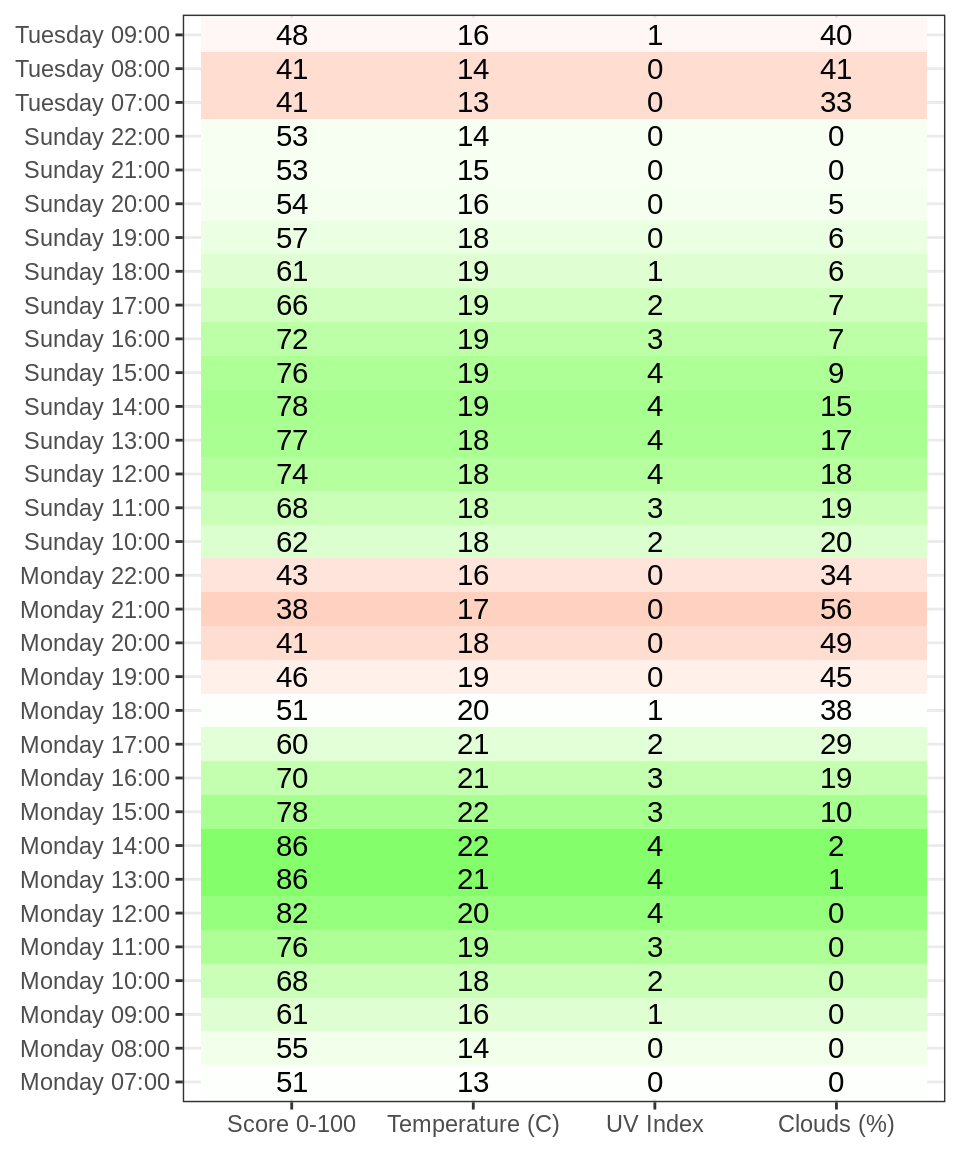 Tuesday 09:00 48 16 1 40
Tuesday 08:00 41 14 0 41
Tuesday 07:00 41 13 0 33
Sunday 22:00 53 14 0 0
Sunday 21:00 53 15 0 0
Sunday 20:00 54 16 0 5
Sunday 19:00 57 18 0 6
Sunday 18:00 61 19 1 6
Sunday 17:00 66 19 2 7
Sunday 16:00 72 19 3 7
Sunday 15:00 76 19 4 9
Sunday 14:00 78 19 4 15
Sunday 13:00 77 18 4 17
Sunday 12:00 74 18 4 18
Sunday 11:00 68 18 3 19
Sunday 10:00 62 18 2 20
Monday 22:00 43 16 0 34
Monday 21:00 38 17 0 56
Monday 20:00 41 18 0 49
Monday 19:00 46 19 0 45
Monday 18:00 51 20 1 38
Monday 17:00 60 21 2 29
Monday 16:00 70 21 3 19
Monday 15:00 78 22 3 10
Monday 14:00 86 22 4 2
Monday 13:00 86 21 4 1
Monday 12:00 82 20 4 0
Monday 11:00 76 19 3 0
Monday 10:00 68 18 2 0
Monday 09:00 61 16 1 0
Monday 08:00 55 14 0 0
Monday 07:00 51 13 0 0
Score 0-100 Temperature (C) UV Index Clouds (%)